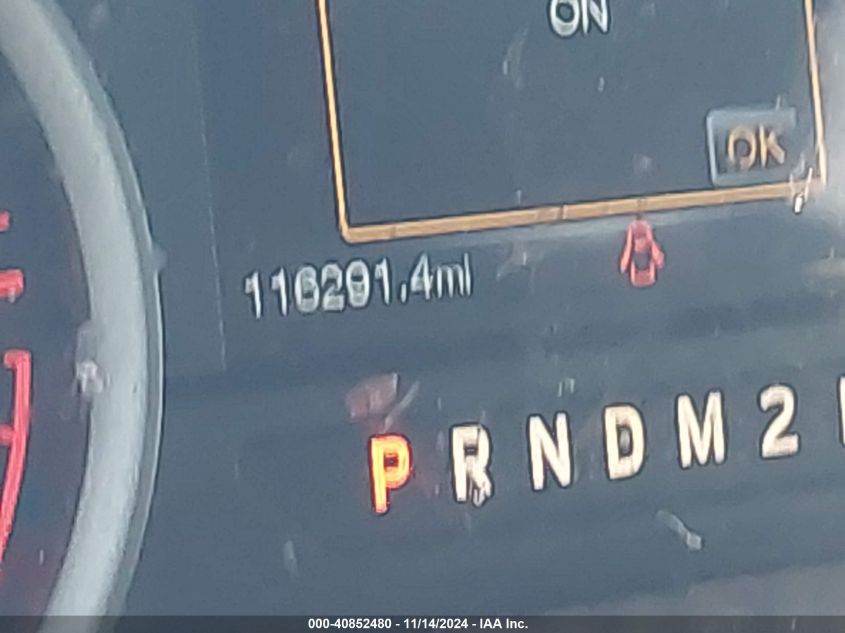 ON
OK
116291.4mi
P R N D M 2
000-40852480 - 11/14/2024 - IAA Inc.